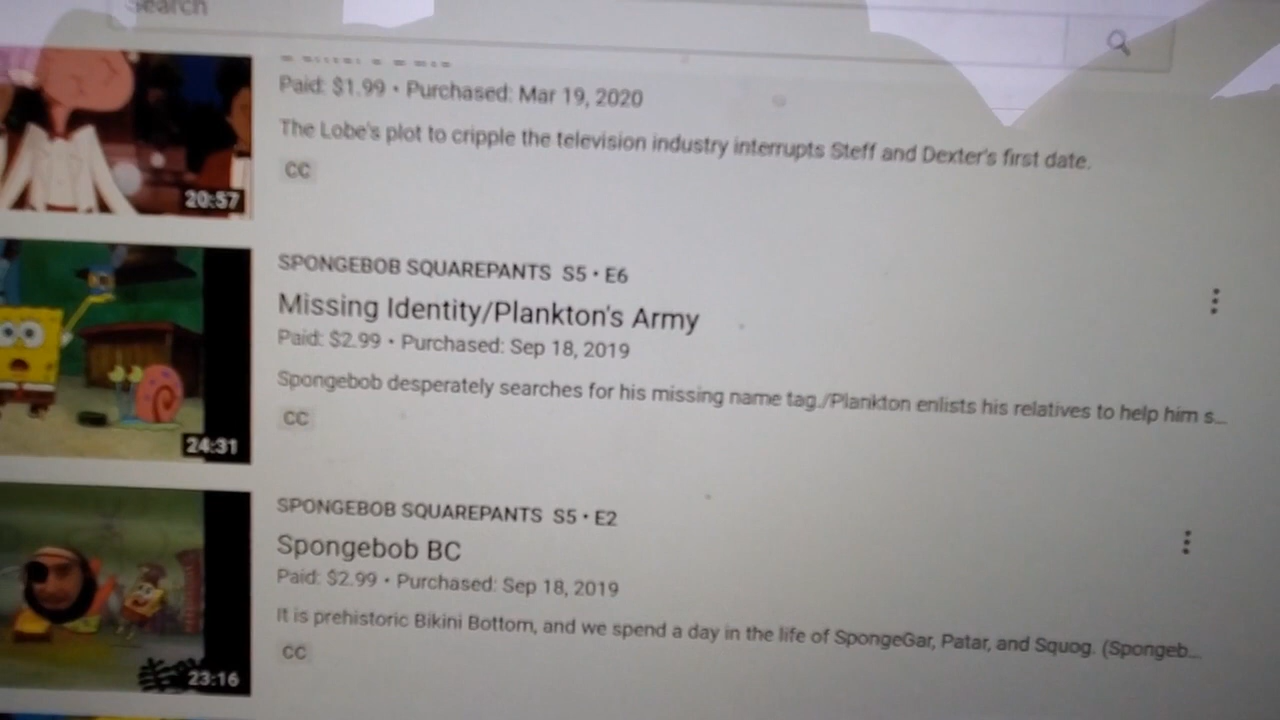 Search
Paid: $1.99 • Purchased: Mar 19, 2020
The Lobe's plot to cripple the television industry interrupts Steff and Dexter's first date.
CC
20:57
SPONGEBOB SQUAREPANTS S5 • E6
Missing Identity/Plankton's Army
Paid: $2.99 • Purchased: Sep 18, 2019
Spongebob desperately searches for his missing name tag./Plankton enlists his relatives to help him s...
CC
24:31
SPONGEBOB SQUAREPANTS S5 • E2
Spongebob BC
Paid: $2.99 • Purchased: Sep 18, 2019
It is prehistoric Bikini Bottom, and we spend a day in the life of SpongeGar, Patar, and Squog. (Spongeb...
CC
23:16